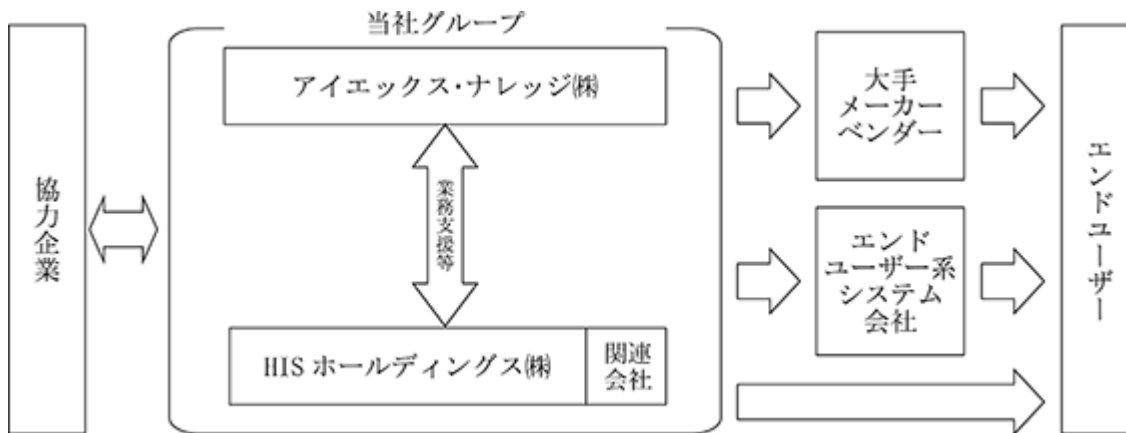 当社グループ
協力企業
アイエックス・ナレッジ㈱
業務支援等
HISホールディングス㈱
関連
会社
大手
メーカー
ベンダー
エンド
ユーザー系
システム
会社
エンドユーザー